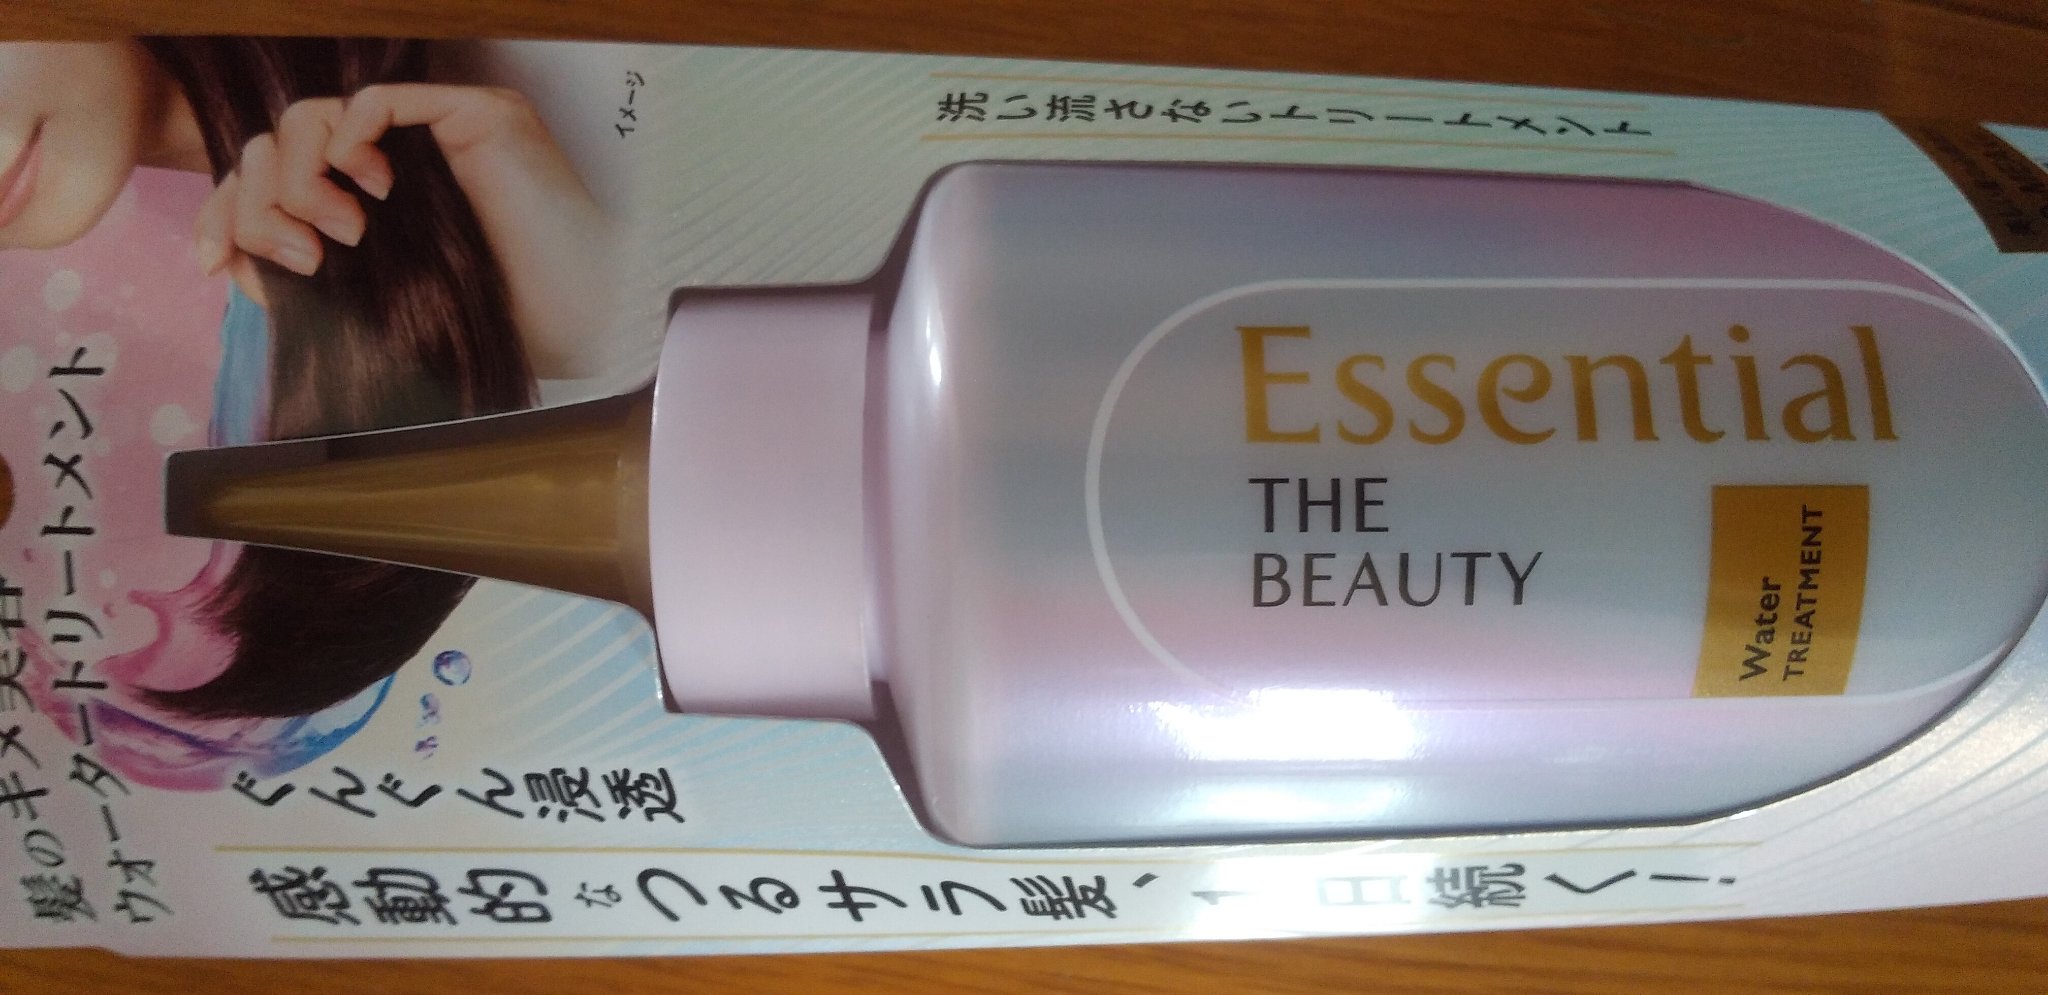 髪のキメ美容
ウォータートリートメント
イメージ
ぐんぐん浸透
感動的なつるサラ髪、1日続く!
洗い流さないトリートメント
Essential
THE
BEAUTY
Water
TREATMENT